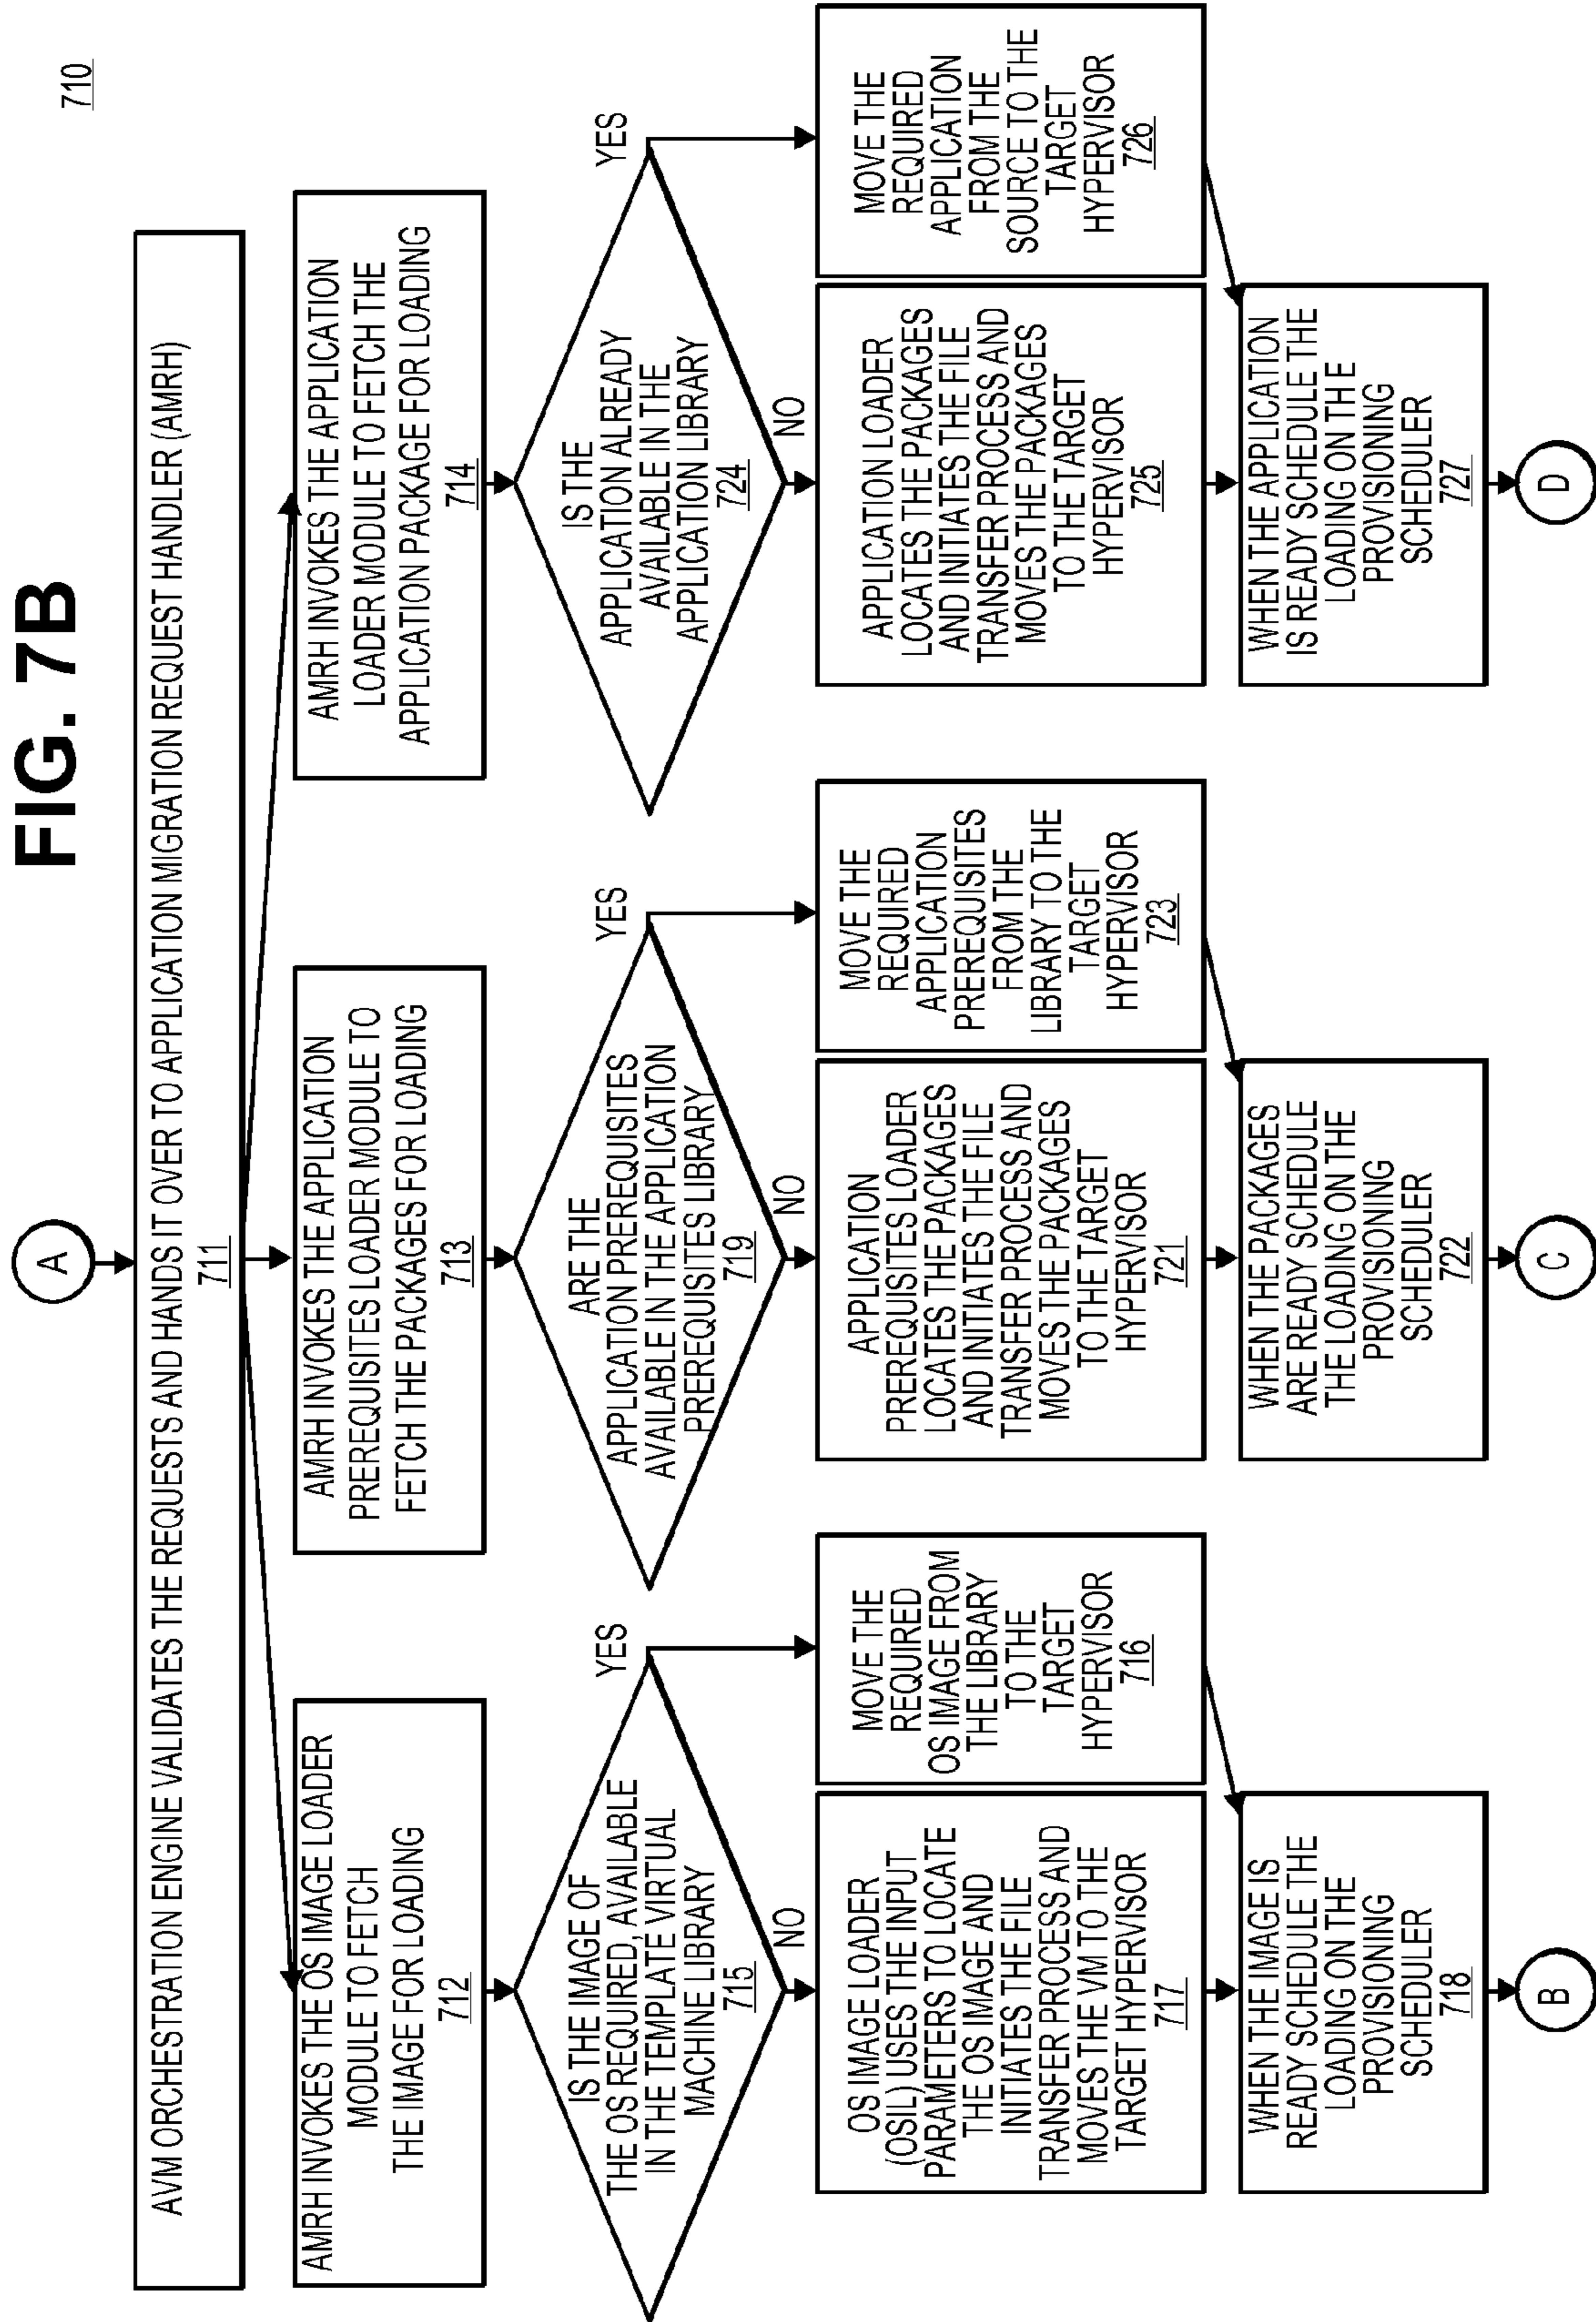 FIG. 7B
710
A
AVM ORCHESTRATION ENGINE VALIDATES THE REQUESTS AND HANDS IT OVER TO APPLICATION MIGRATION REQUEST HANDLER (AMRH)
711
AMRH INVOKES THE OS IMAGE LOADER
MODULE TO FETCH
THE IMAGE FOR LOADING
712
IS THE IMAGE OF
THE OS REQUIRED, AVAILABLE
IN THE TEMPLATE VIRTUAL
MACHINE LIBRARY
715
YES
NO
OS IMAGE LOADER
(OSIL) USES THE INPUT
PARAMETERS TO LOCATE
THE OS IMAGE AND
INITIATES THE FILE
TRANSFER PROCESS AND
MOVES THE VM TO THE
TARGET HYPERVISOR
717
MOVE THE
REQUIRED
OS IMAGE FROM
THE LIBRARY
TO THE
TARGET
HYPERVISOR
716
WHEN THE IMAGE IS
READY SCHEDULE THE
LOADING ON THE
PROVISIONING
SCHEDULER
718
B
AMRH INVOKES THE APPLICATION
PREREQUISITES LOADER MODULE TO
FETCH THE PACKAGES FOR LOADING
713
ARE THE
APPLICATION PREREQUISITES
AVAILABLE IN THE APPLICATION
PREREQUISITES LIBRARY
719
YES
NO
APPLICATION
PREREQUISITES LOADER
LOCATES THE PACKAGES
AND INITIATES THE FILE
TRANSFER PROCESS AND
MOVES THE PACKAGES
TO THE TARGET
HYPERVISOR
721
MOVE THE
REQUIRED
APPLICATION
PREREQUISITES
FROM THE
LIBRARY TO THE
TARGET
HYPERVISOR
723
WHEN THE PACKAGES
ARE READY SCHEDULE
THE LOADING ON THE
PROVISIONING
SCHEDULER
722
C
AMRH INVOKES THE APPLICATION
LOADER MODULE TO FETCH THE
APPLICATION PACKAGE FOR LOADING
714
IS THE
APPLICATION ALREADY
AVAILABLE IN THE
APPLICATION LIBRARY
724
YES
NO
APPLICATION LOADER
LOCATES THE PACKAGES
AND INITIATES THE FILE
TRANSFER PROCESS AND
MOVES THE PACKAGES
TO THE TARGET
HYPERVISOR
725
MOVE THE
REQUIRED
APPLICATION
FROM THE
SOURCE TO THE
TARGET
HYPERVISOR
726
WHEN THE APPLICATION
IS READY SCHEDULE THE
LOADING ON THE
PROVISIONING
SCHEDULER
727
D